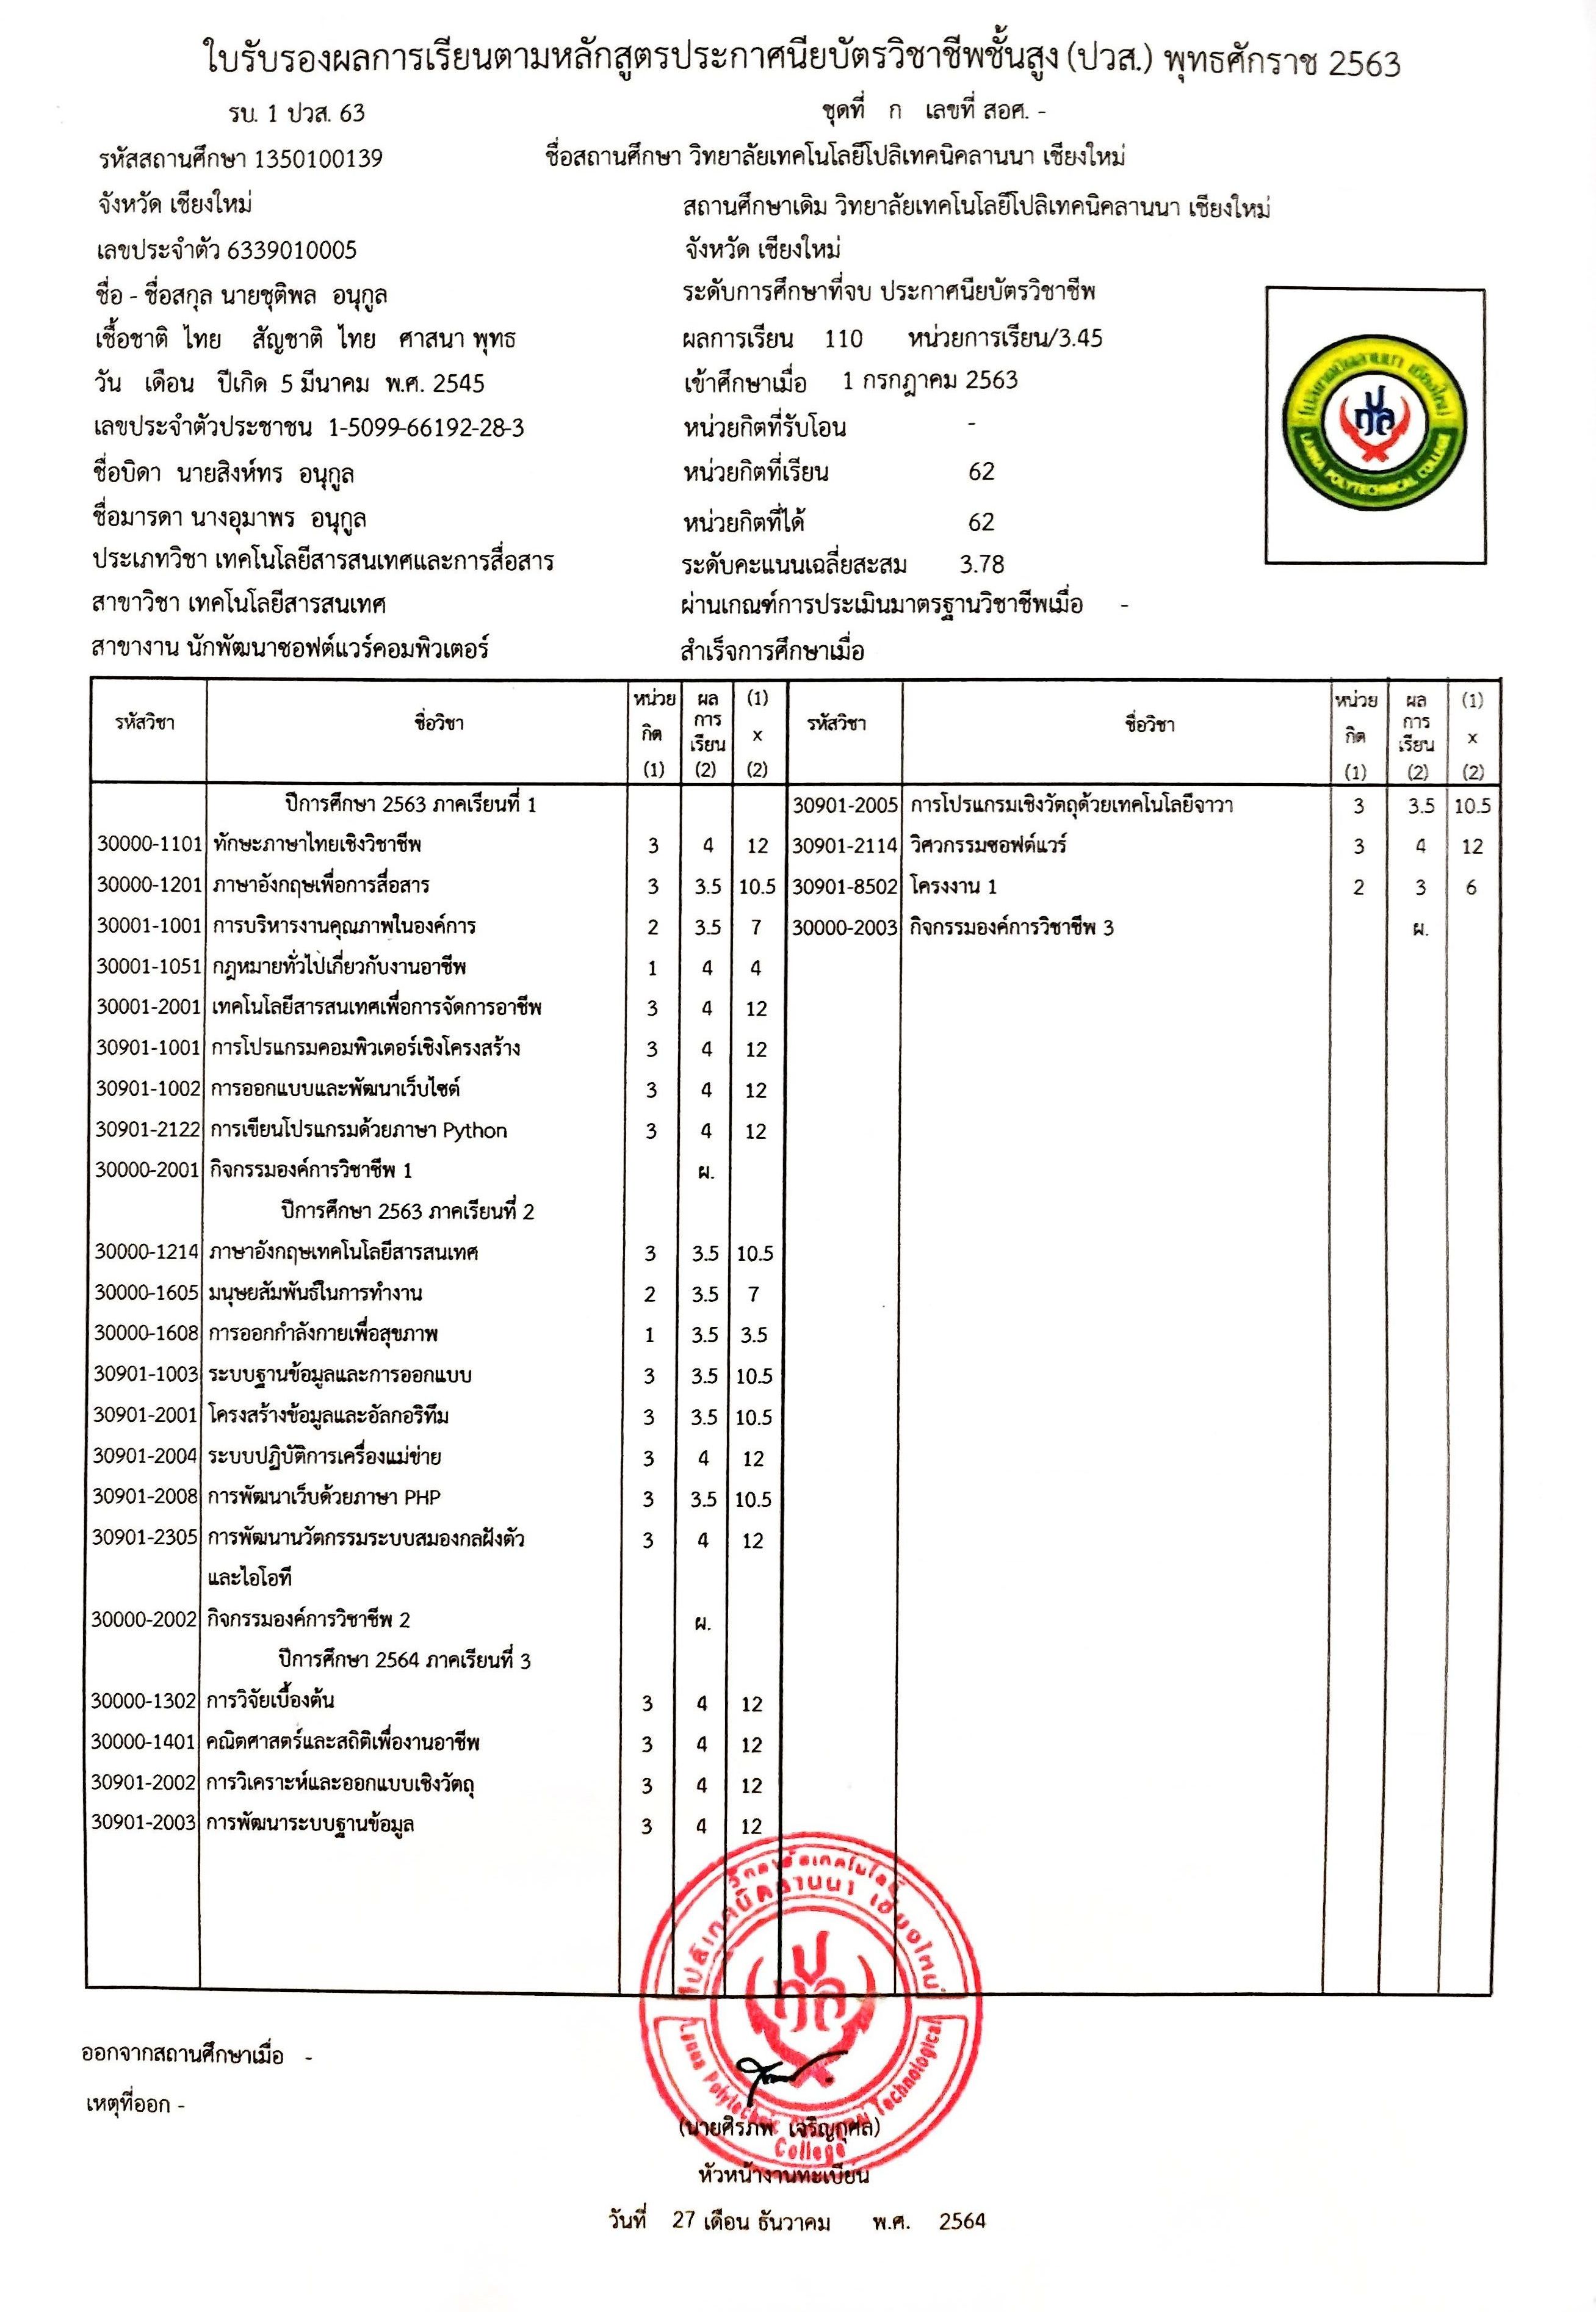 ใบรับรองผลการเรียนตามหลักสูตรประกาศนียบัตรวิชาชีพชั้นสูง (ปวส.) พุทธศักราช 2563
รบ. 1 ปวส. 63 ชุดที่ ก เลขที่ สอศ. -
รหัสสถานศึกษา 1350100139 ชื่อสถานศึกษา วิทยาลัยเทคโนโลยีโปลิเทคนิคลานนา เชียงใหม่
จังหวัด เชียงใหม่ สถานศึกษาเดิม วิทยาลัยเทคโนโลยีโปลิเทคนิคลานนา เชียงใหม่
เลขประจำตัว 6339010005 จังหวัด เชียงใหม่
ชื่อ - ชื่อสกุล นายชุติพล อนุกูล ระดับการศึกษาที่จบ ประกาศนียบัตรวิชาชีพ
เชื้อชาติ ไทย สัญชาติ ไทย ศาสนา พุทธ ผลการเรียน 110 หน่วยการเรียน/3.45
วัน เดือน ปีเกิด 5 มีนาคม พ.ศ. 2545 เข้าศึกษาเมื่อ 1 กรกฎาคม 2563
เลขประจำตัวประชาชน 1-5099-66192-28-3 หน่วยกิตที่รับโอน -
ชื่อบิดา นายสิงห์ทร อนุกูล หน่วยกิตที่เรียน 62
ชื่อมารดา นางอุมาพร อนุกูล หน่วยกิตที่ได้ 62
ประเภทวิชา เทคโนโลยีสารสนเทศและการสื่อสาร ระดับคะแนนเฉลี่ยสะสม 3.78
สาขาวิชา เทคโนโลยีสารสนเทศ ผ่านเกณฑ์การประเมินมาตรฐานวิชาชีพเมื่อ -
สาขางาน นักพัฒนาซอฟต์แวร์คอมพิวเตอร์ สำเร็จการศึกษาเมื่อ
โปลิเทคนิคลานนา เชียงใหม่
ปทล
LANNA POLYTECHNICAL COLLEGE
รหัสวิชา ชื่อวิชา หน่วยกิต (1) ผลการเรียน (2) (1) x (2) รหัสวิชา ชื่อวิชา หน่วยกิต (1) ผลการเรียน (2) (1) x (2)
ปีการศึกษา 2563 ภาคเรียนที่ 1
30000-1101 ทักษะภาษาไทยเชิงวิชาชีพ 3 4 12
30000-1201 ภาษาอังกฤษเพื่อการสื่อสาร 3 3.5 10.5
30001-1001 การบริหารงานคุณภาพในองค์การ 2 3.5 7
30001-1051 กฎหมายทั่วไปเกี่ยวกับงานอาชีพ 1 4 4
30001-2001 เทคโนโลยีสารสนเทศเพื่อการจัดการอาชีพ 3 4 12
30901-1001 การโปรแกรมคอมพิวเตอร์เชิงโครงสร้าง 3 4 12
30901-1002 การออกแบบและพัฒนาเว็บไซต์ 3 4 12
30901-2122 การเขียนโปรแกรมด้วยภาษา Python 3 4 12
30000-2001 กิจกรรมองค์การวิชาชีพ 1 ผ.
ปีการศึกษา 2563 ภาคเรียนที่ 2
30000-1214 ภาษาอังกฤษเทคโนโลยีสารสนเทศ 3 3.5 10.5
30000-1605 มนุษยสัมพันธ์ในการทำงาน 2 3.5 7
30000-1608 การออกกำลังกายเพื่อสุขภาพ 1 3.5 3.5
30901-1003 ระบบฐานข้อมูลและการออกแบบ 3 3.5 10.5
30901-2001 โครงสร้างข้อมูลและอัลกอริทึม 3 3.5 10.5
30901-2004 ระบบปฏิบัติการเครื่องแม่ข่าย 3 4 12
30901-2008 การพัฒนาเว็บด้วยภาษา PHP 3 3.5 10.5
30901-2305 การพัฒนานวัตกรรมระบบสมองกลฝังตัว 3 4 12
และไอโอที
30000-2002 กิจกรรมองค์การวิชาชีพ 2 ผ.
ปีการศึกษา 2564 ภาคเรียนที่ 3
30000-1302 การวิจัยเบื้องต้น 3 4 12
30000-1401 คณิตศาสตร์และสถิติเพื่องานอาชีพ 3 4 12
30901-2002 การวิเคราะห์และออกแบบเชิงวัตถุ 3 4 12
30901-2003 การพัฒนาระบบฐานข้อมูล 3 4 12
30901-2005 การโปรแกรมเชิงวัตถุด้วยเทคโนโลยีจาวา 3 3.5 10.5
30901-2114 วิศวกรรมซอฟต์แวร์ 3 4 12
30901-8502 โครงงาน 1 2 3 6
30000-2003 กิจกรรมองค์การวิชาชีพ 3 ผ.
วิทยาลัยเทคโนโลยี
โปลิเทคนิคลานนา เชียงใหม่
ปทล
Lanna Polytechnic Technological
College
ออกจากสถานศึกษาเมื่อ -
เหตุที่ออก -
(นายศิรภพ เจริญกุศล)
หัวหน้างานทะเบียน
วันที่ 27 เดือน ธันวาคม พ.ศ. 2564